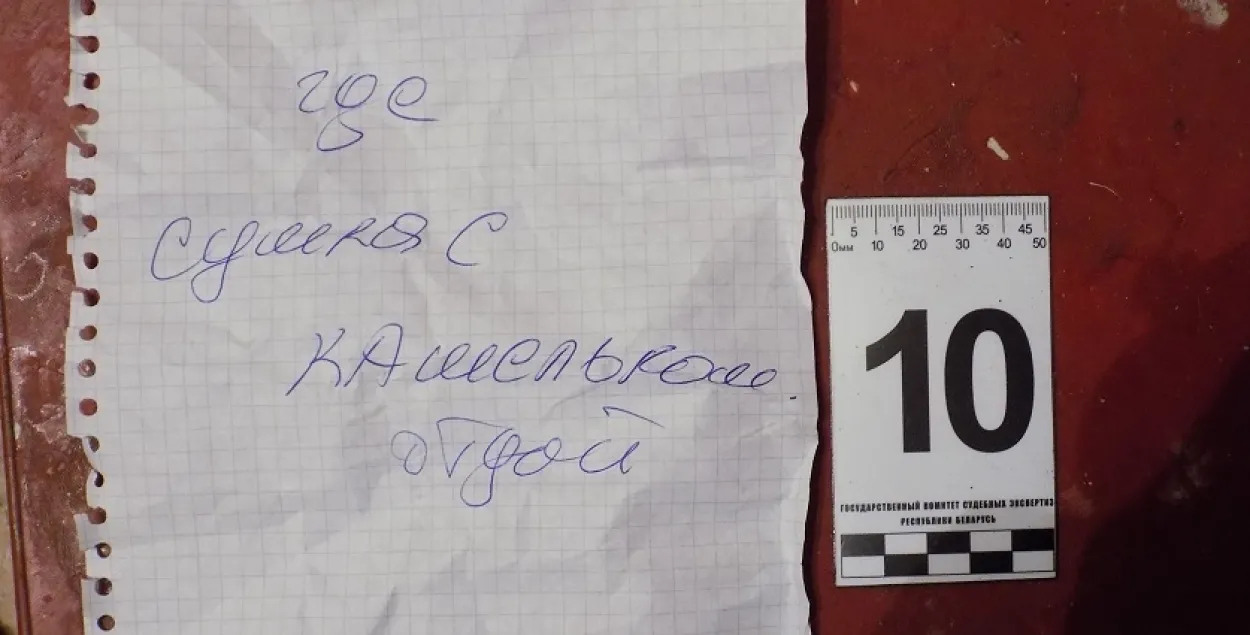 где
сумка с
кАшельком
отдой
5 15 25 35 45
0мм 10 20 30 40 50
10
ГОСУДАРСТВЕННЫЙ КОМИТЕТ СУДЕБНЫХ ЭКСПЕРТИЗ
РЕСПУБЛИКИ БЕЛАРУСЬ